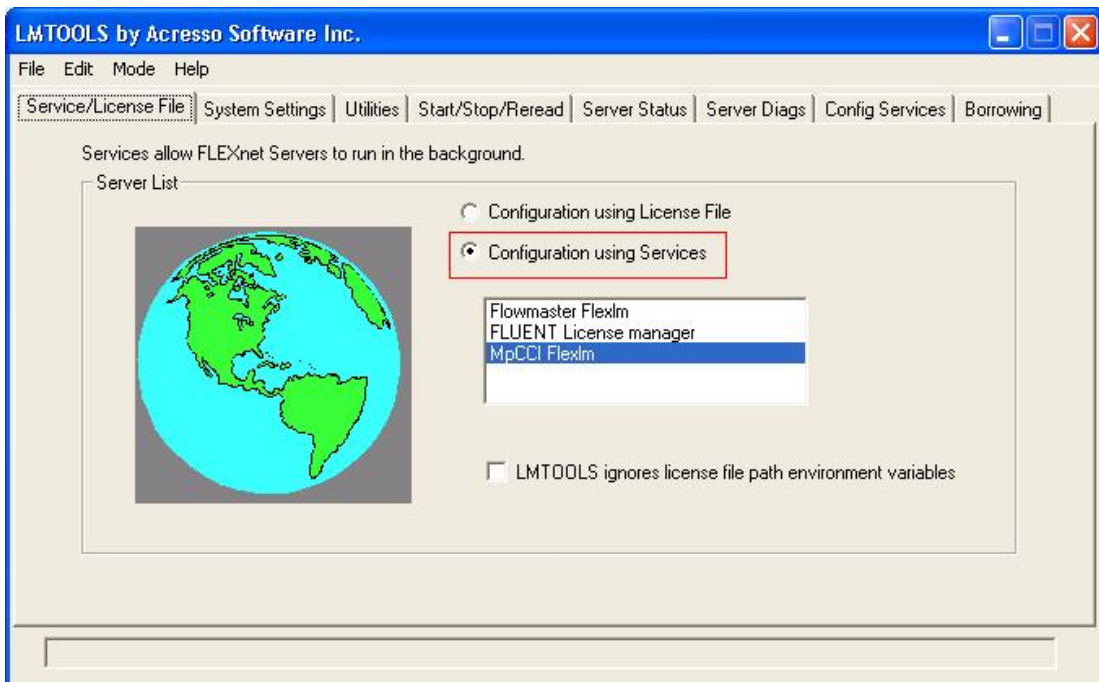 LMTOOLS by Acresso Software Inc.
File Edit Mode Help
Service/License File System Settings Utilities Start/Stop/Reread Server Status Server Diags Config Services Borrowing
Services allow FLEXnet Servers to run in the background.
Server List
Configuration using License File
Configuration using Services
Flowmaster Flexlm
FLUENT License manager
MpCCI Flexlm
LMTOOLS ignores license file path environment variables